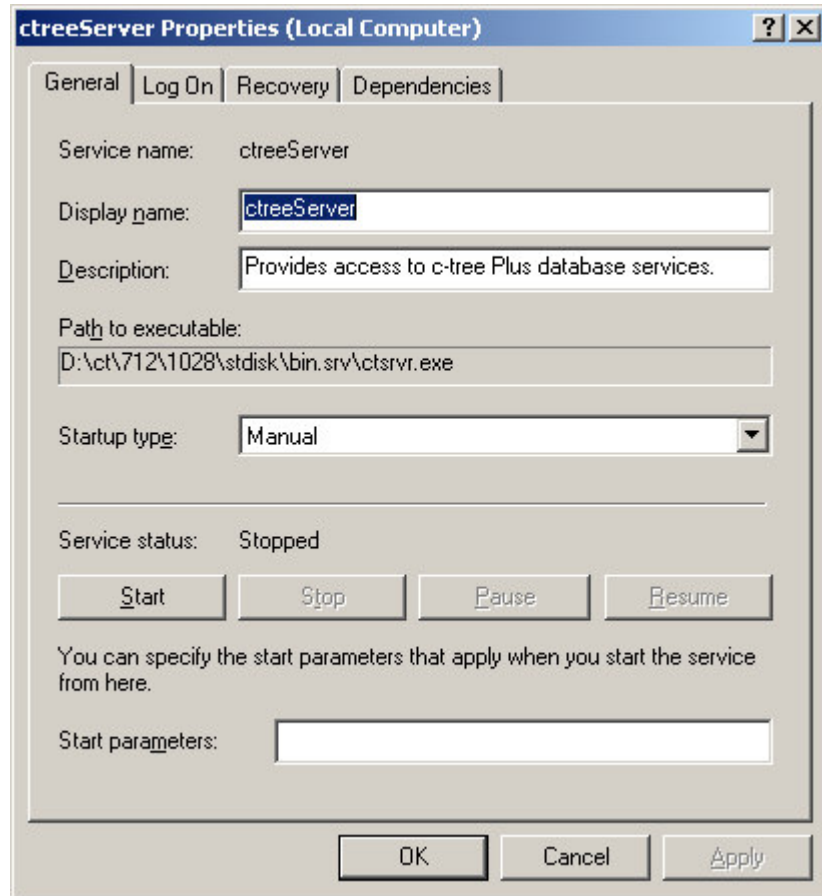 ctreeServer Properties (Local Computer)
General Log On Recovery Dependencies
Service name: ctreeServer
Display name: ctreeServer
Description: Provides access to c-tree Plus database services.
Path to executable:
D:\ct\712\1028\stdisk\bin.srv\ctsrvr.exe
Startup type: Manual
Service status: Stopped
Start Stop Pause Resume
You can specify the start parameters that apply when you start the service
from here.
Start parameters:
OK Cancel Apply